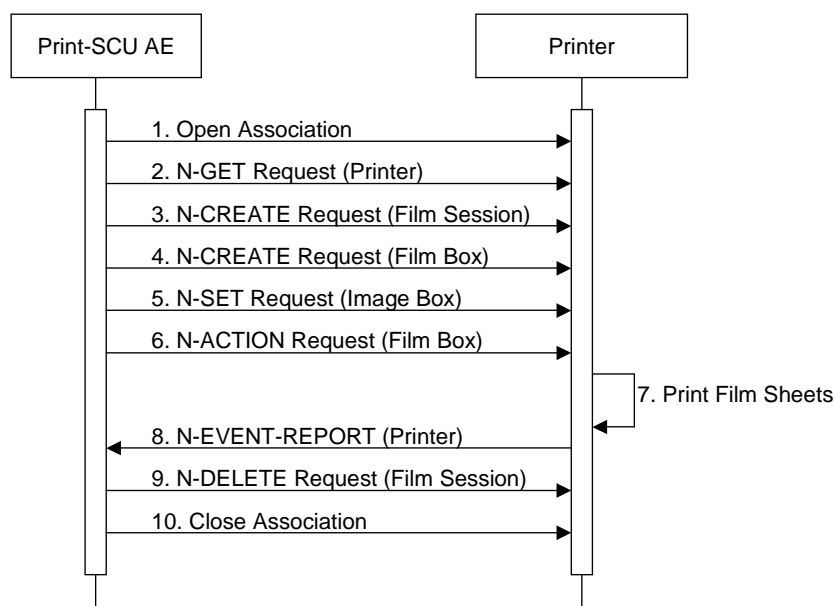 Print-SCU AE
Printer
1. Open Association
2. N-GET Request (Printer)
3. N-CREATE Request (Film Session)
4. N-CREATE Request (Film Box)
5. N-SET Request (Image Box)
6. N-ACTION Request (Film Box)
7. Print Film Sheets
8. N-EVENT-REPORT (Printer)
9. N-DELETE Request (Film Session)
10. Close Association